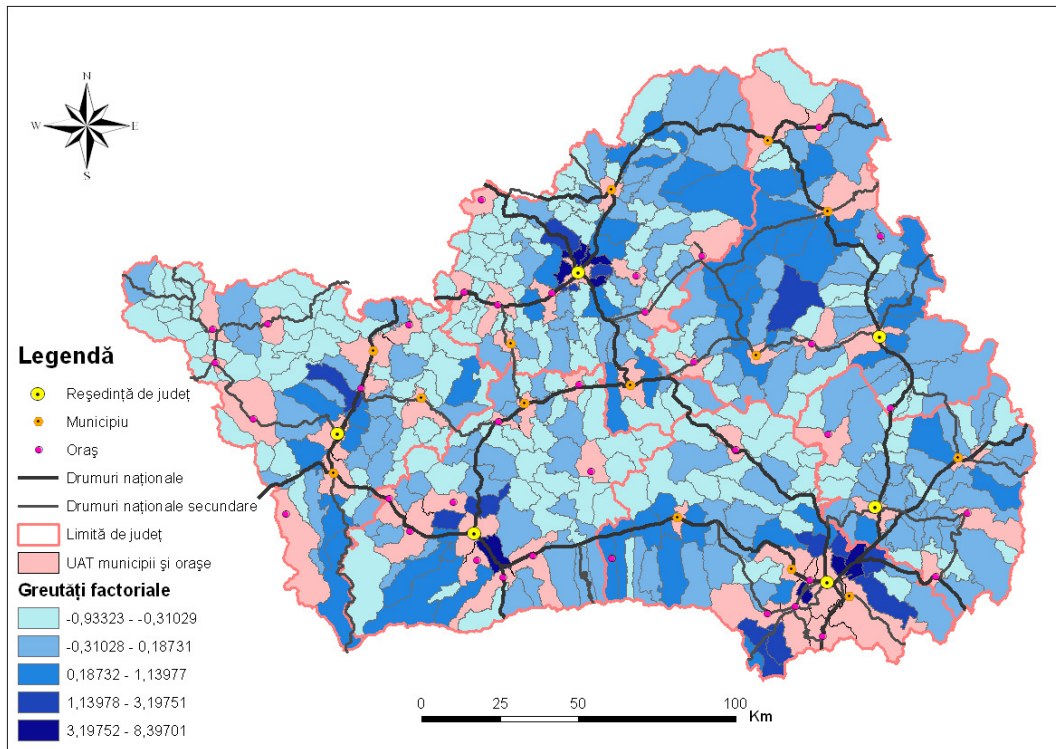 N
W E
S
Legendă
Reşedinţă de judeţ
Municipiu
Oraş
Drumuri naţionale
Drumuri naţionale secundare
Limită de judeţ
UAT municipii şi oraşe
Greutăţi factoriale
-0,93323 - -0,31029
-0,31028 - 0,18731
0,18732 - 1,13977
1,13978 - 3,19751
3,19752 - 8,39701
0 25 50 100
Km